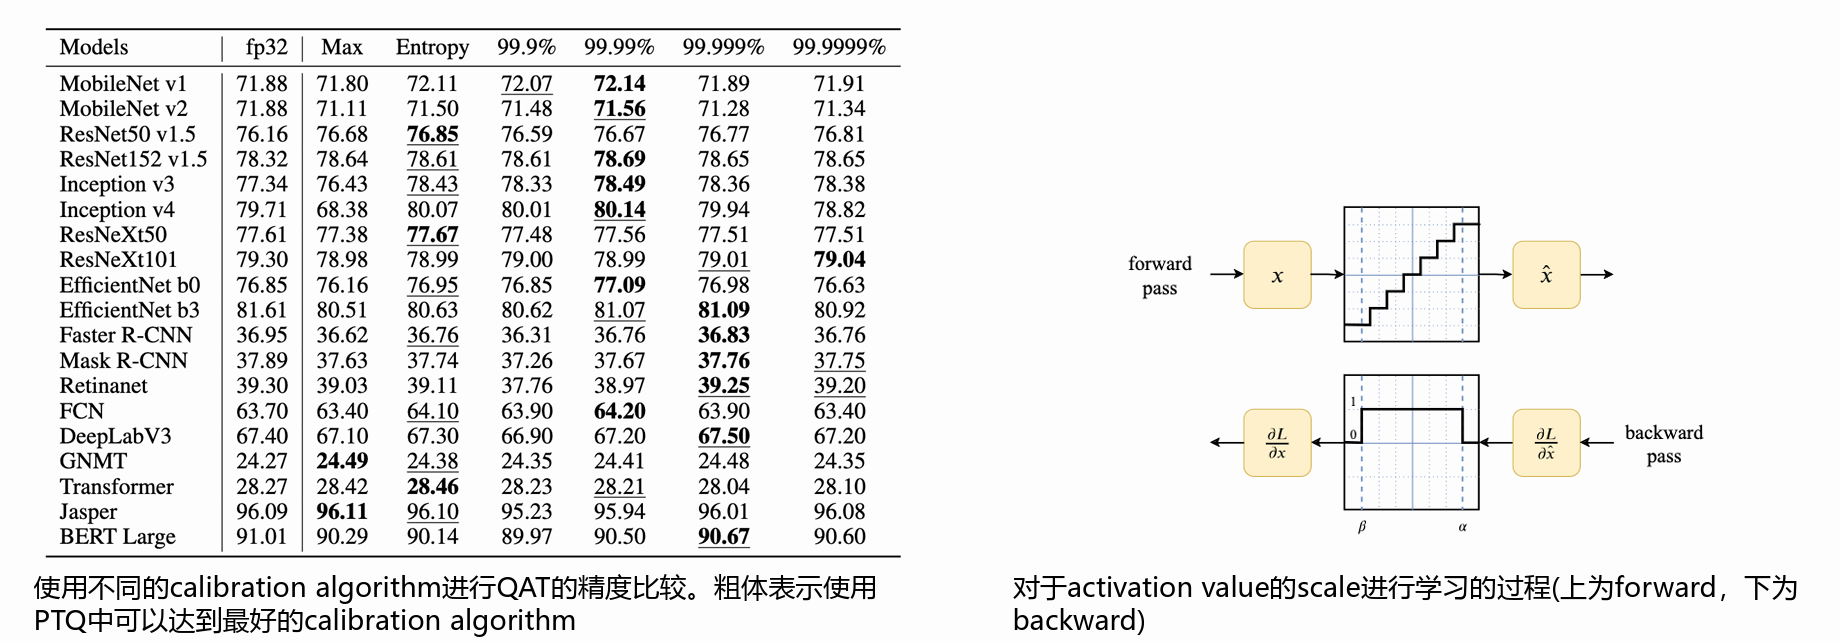 Models fp32 Max Entropy 99.9% 99.99% 99.999% 99.9999%
MobileNet v1 71.88 71.80 72.11 72.07 72.14 71.89 71.91
MobileNet v2 71.88 71.11 71.50 71.48 71.56 71.28 71.34
ResNet50 v1.5 76.16 76.68 76.85 76.59 76.67 76.77 76.81
ResNet152 v1.5 78.32 78.64 78.61 78.61 78.69 78.65 78.65
Inception v3 77.34 76.43 78.43 78.33 78.49 78.36 78.38
Inception v4 79.71 68.38 80.07 80.01 80.14 79.94 78.82
ResNeXt50 77.61 77.38 77.67 77.48 77.56 77.51 77.51
ResNeXt101 79.30 78.98 78.99 79.00 78.99 79.01 79.04
EfficientNet b0 76.85 76.16 76.95 76.85 77.09 76.98 76.63
EfficientNet b3 81.61 80.51 80.63 80.62 81.07 81.09 80.92
Faster R-CNN 36.95 36.62 36.76 36.31 36.76 36.83 36.76
Mask R-CNN 37.89 37.63 37.74 37.26 37.67 37.76 37.75
Retinanet 39.30 39.03 39.11 37.76 38.97 39.25 39.20
FCN 63.70 63.40 64.10 63.90 64.20 63.90 63.40
DeepLabV3 67.40 67.10 67.30 66.90 67.20 67.50 67.20
GNMT 24.27 24.49 24.38 24.35 24.41 24.48 24.35
Transformer 28.27 28.42 28.46 28.23 28.21 28.04 28.10
Jasper 96.09 96.11 96.10 95.23 95.94 96.01 96.08
BERT Large 91.01 90.29 90.14 89.97 90.50 90.67 90.60
使用不同的calibration algorithm进行QAT的精度比较。粗体表示使用
PTQ中可以达到最好的calibration algorithm
forward
pass
x
x̂
1
0
∂L
∂x
∂L
∂x̂
backward
pass
β
α
对于activation value的scale进行学习的过程(上为forward，下为
backward)